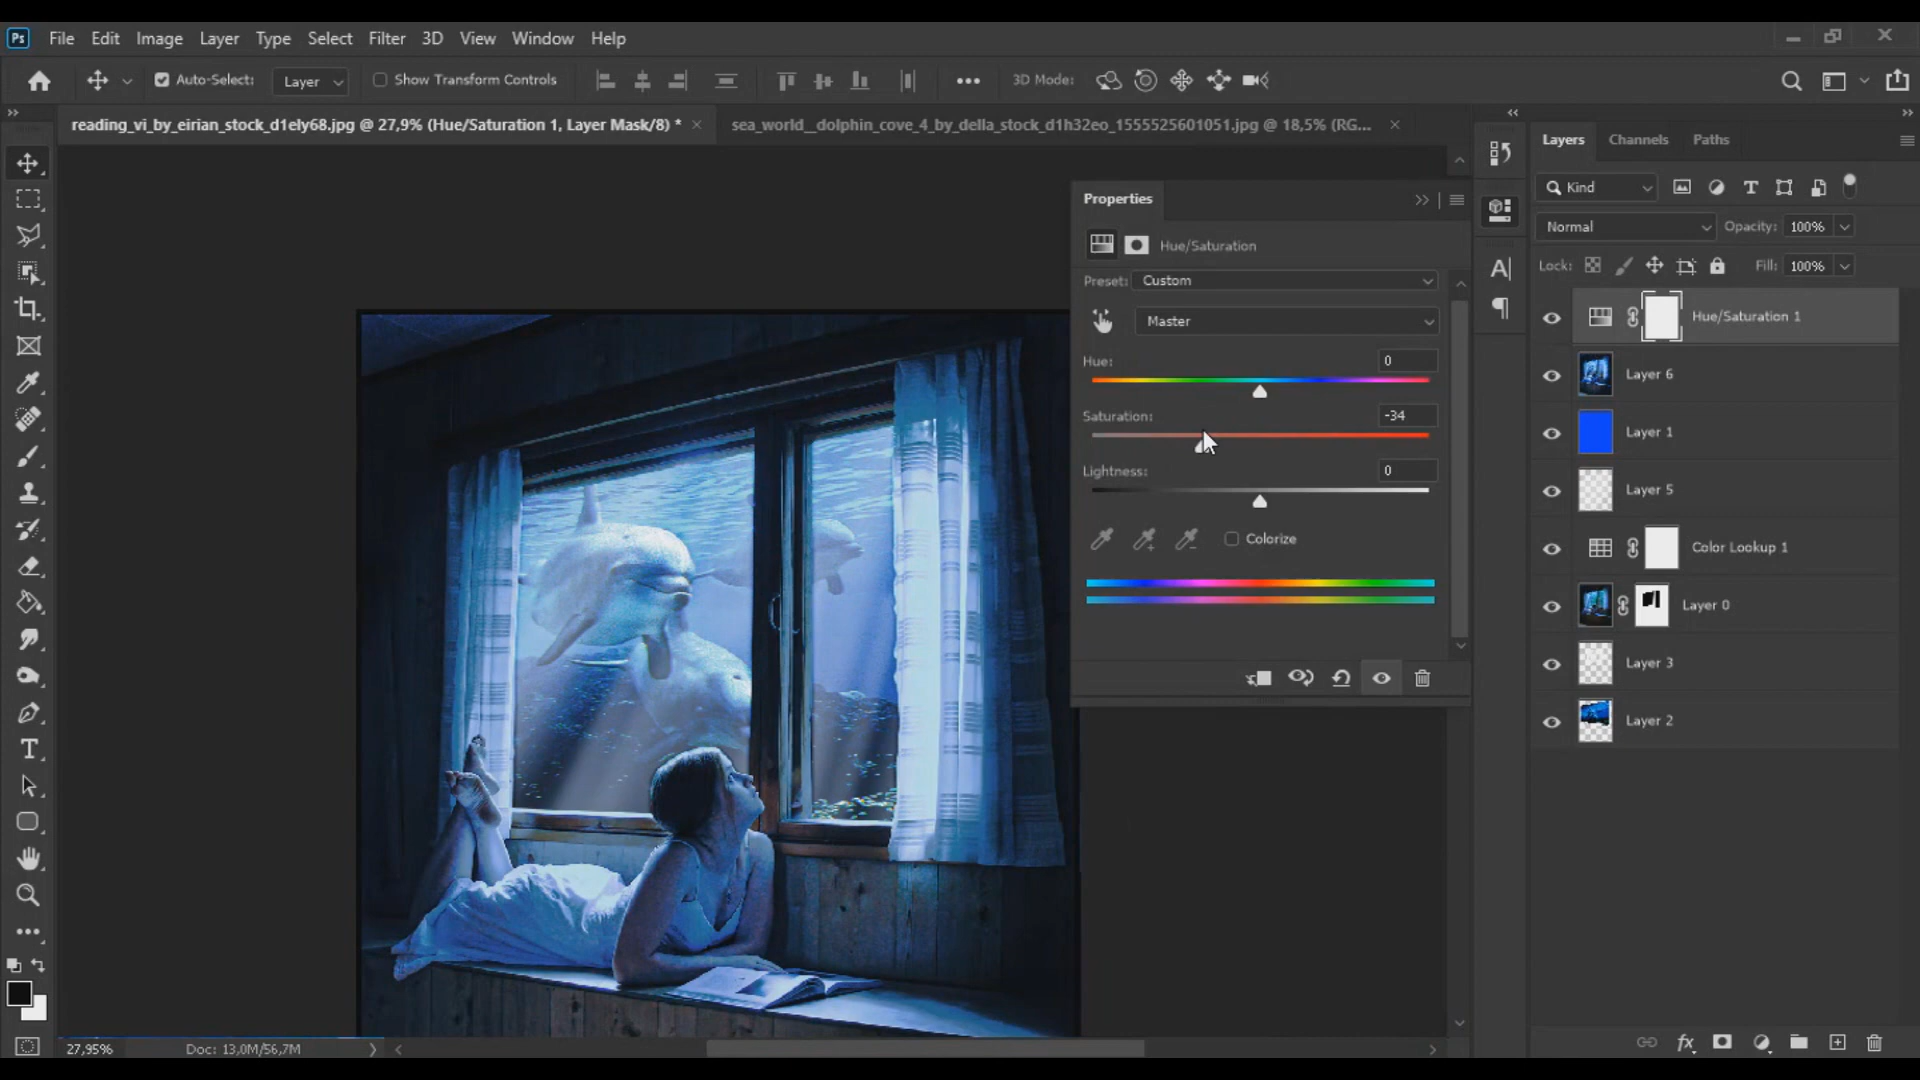 Ps File Edit Image Layer Type Select Filter 3D View Window Help
Auto-Select: Layer Show Transform Controls 3D Mode:
reading_vi_by_eirian_stock_d1ely68.jpg @ 27,9% (Hue/Saturation 1, Layer Mask/8) * sea_world__dolphin_cove_4_by_della_stock_d1h32eo_1555525601051.jpg @ 18,5% (RG...
Properties
Hue/Saturation
Preset: Custom
Master
Hue: 0
Saturation: -34
Lightness: 0
Colorize
Layers Channels Paths
Kind
Normal Opacity: 100%
Lock: Fill: 100%
Hue/Saturation 1
Layer 6
Layer 1
Layer 5
Color Lookup 1
Layer 0
Layer 3
Layer 2
27,95% Doc: 13,0M/56,7M